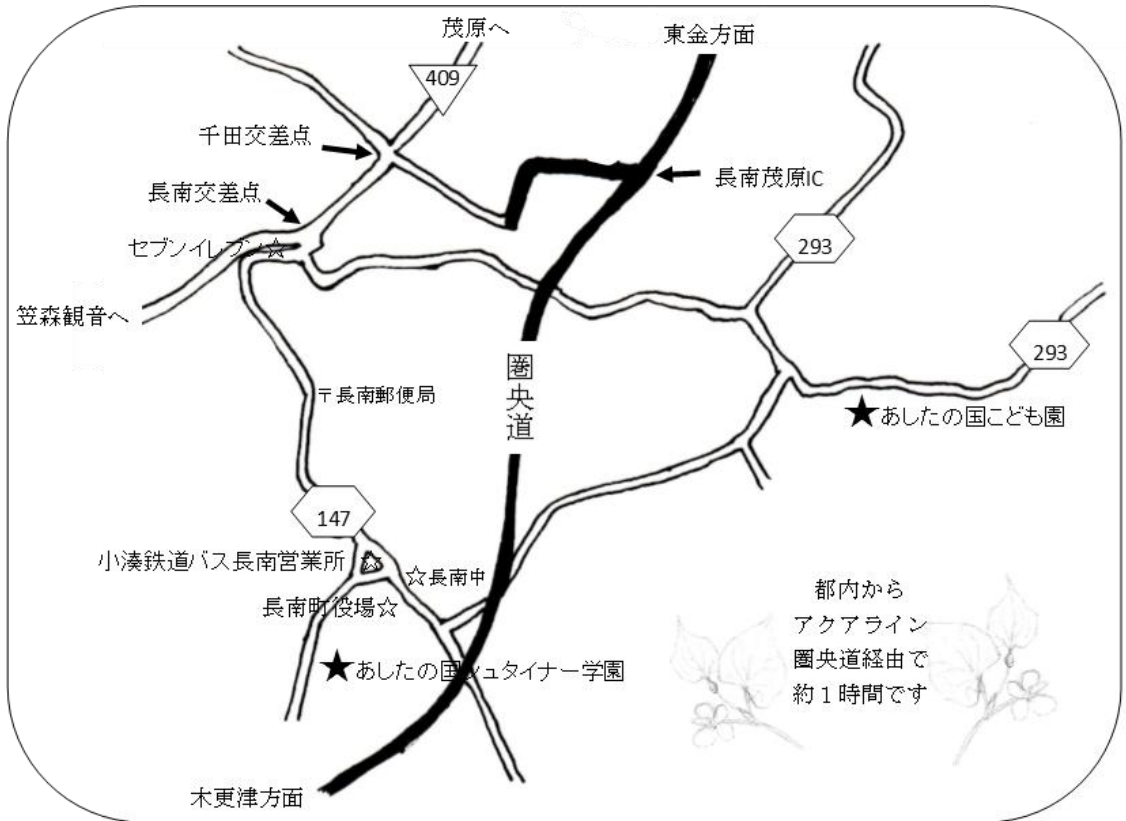 茂原へ
東金方面
409
千田交差点
長南茂原IC
長南交差点
セブンイレブン☆
293
笠森観音へ
293
圏央道
〒長南郵便局
★あしたの国こども園
147
小湊鉄道バス長南営業所
☆
☆長南中
長南町役場☆
都内から
アクアライン
圏央道経由で
約1時間です
★あしたの国シュタイナー学園
木更津方面